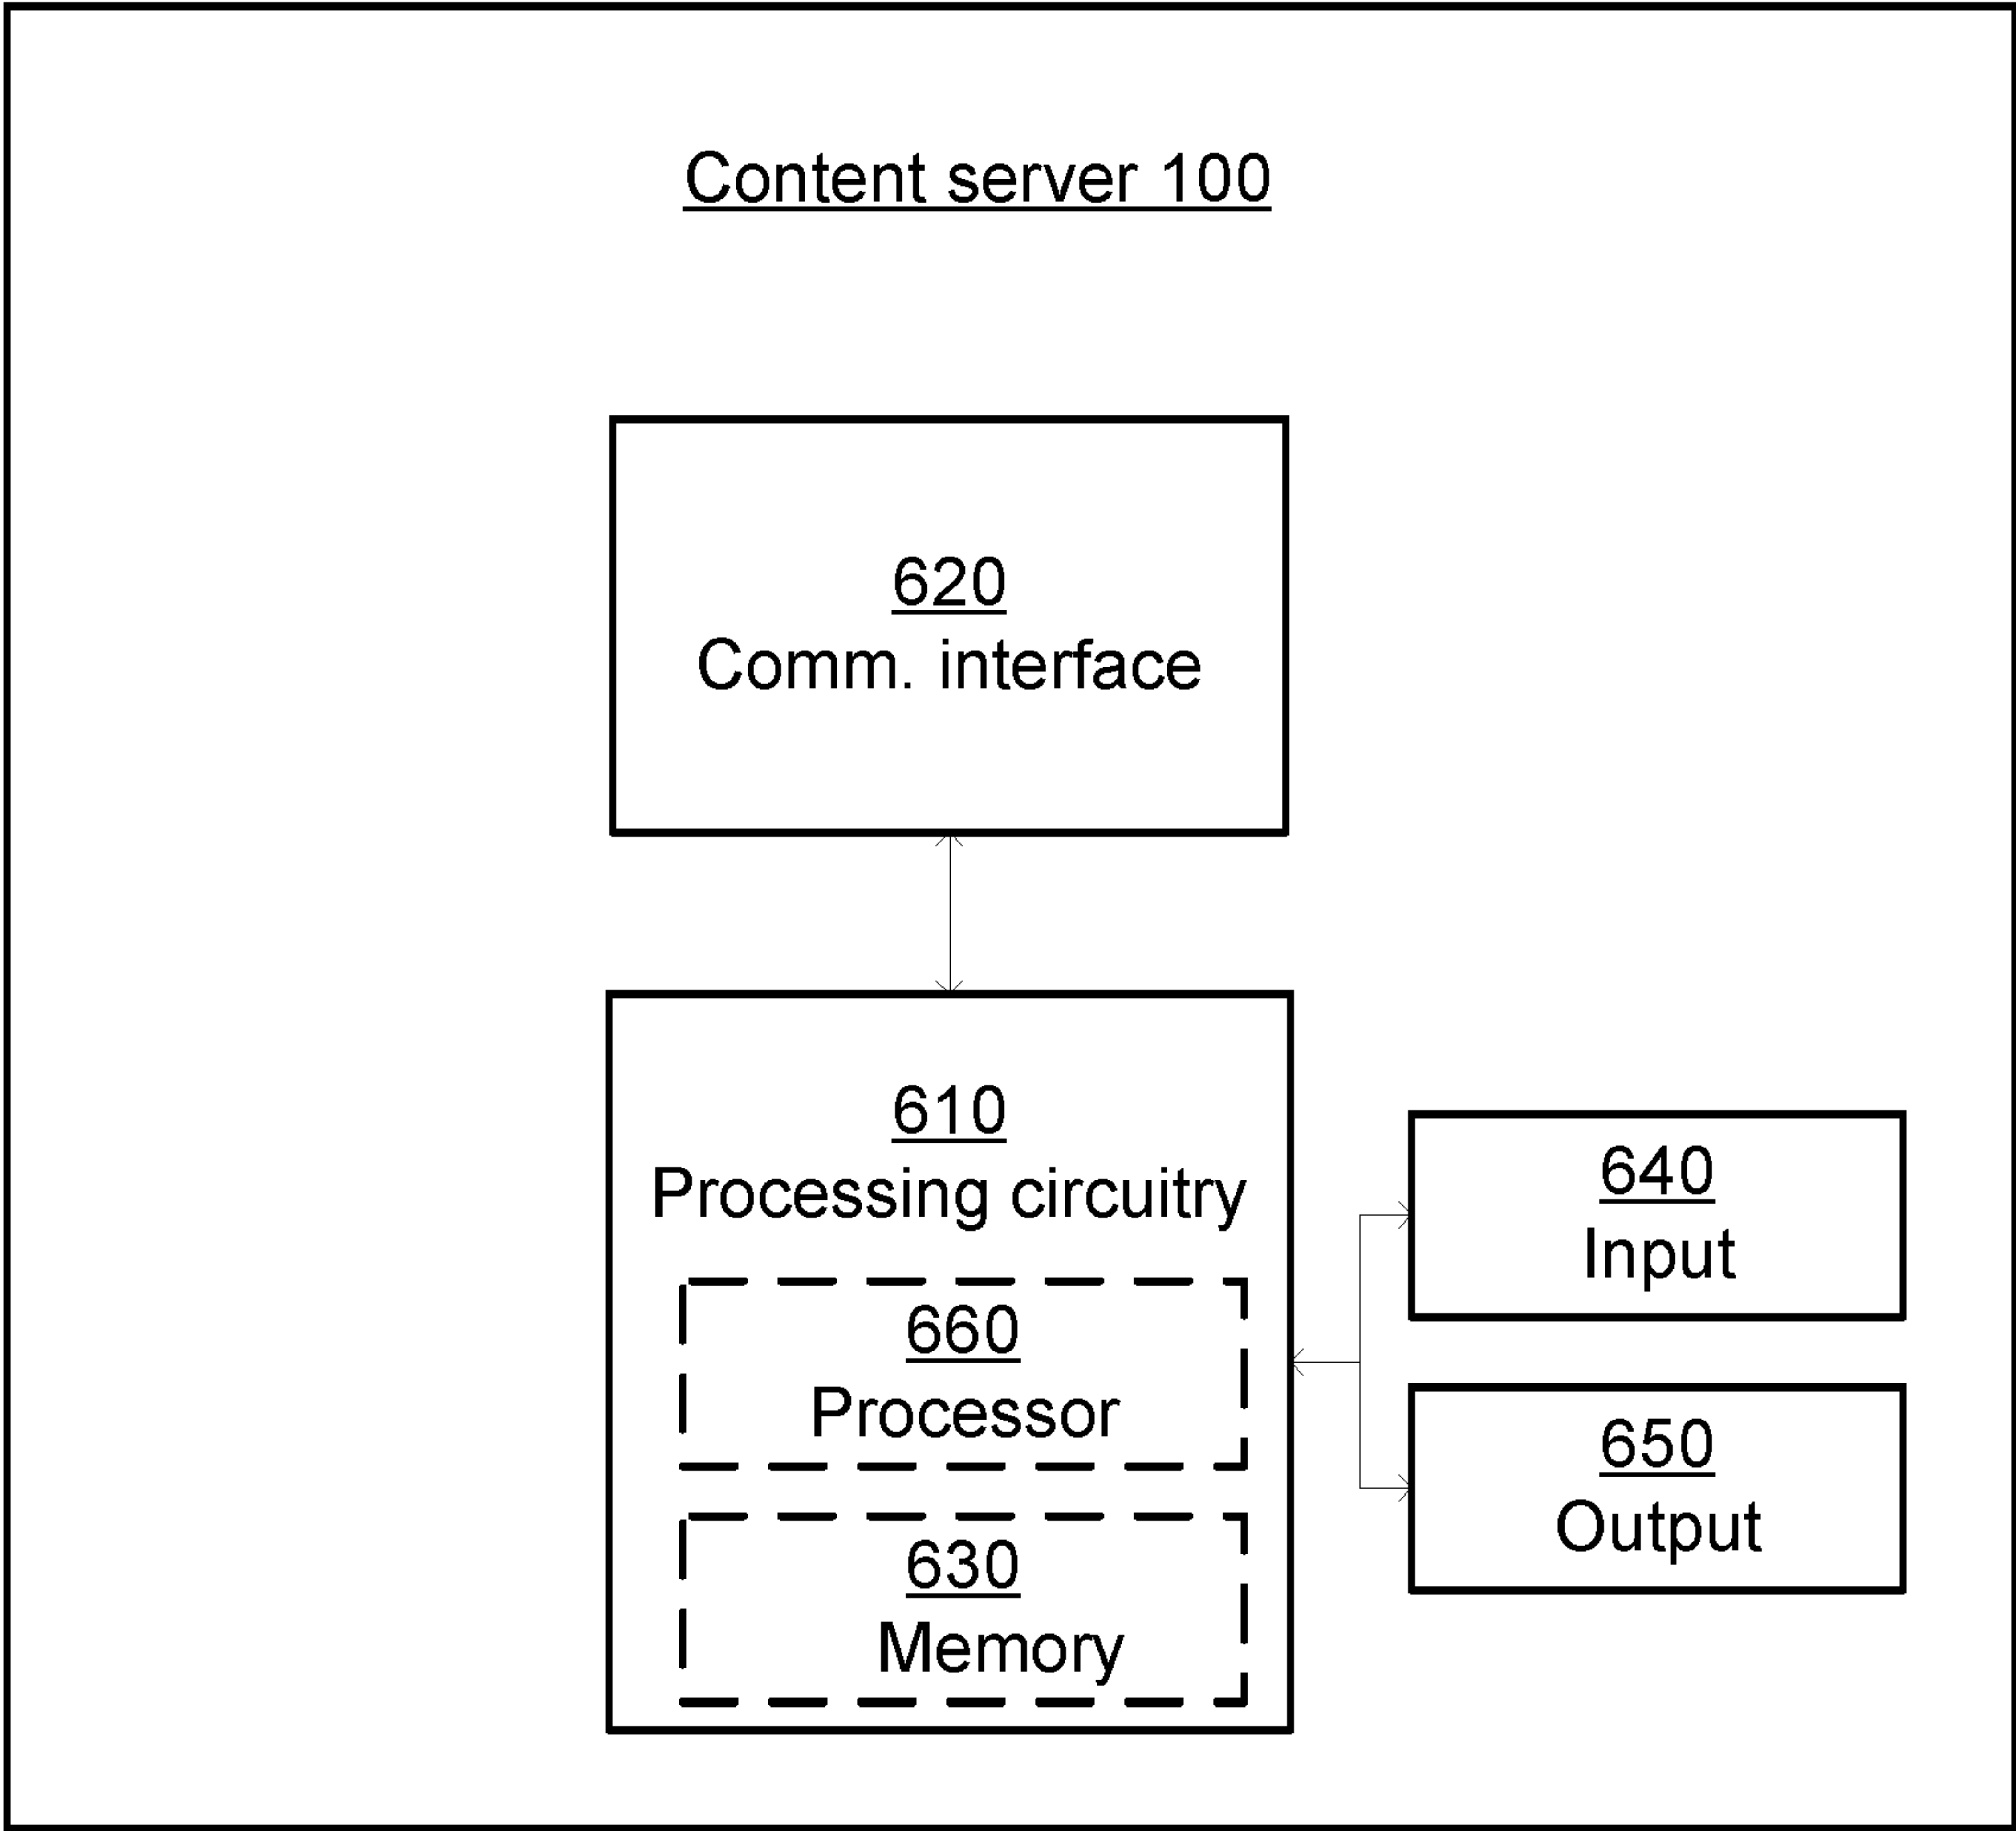 Content server 100
620
Comm. interface
610
Processing circuitry
660
Processor
630
Memory
640
Input
650
Output